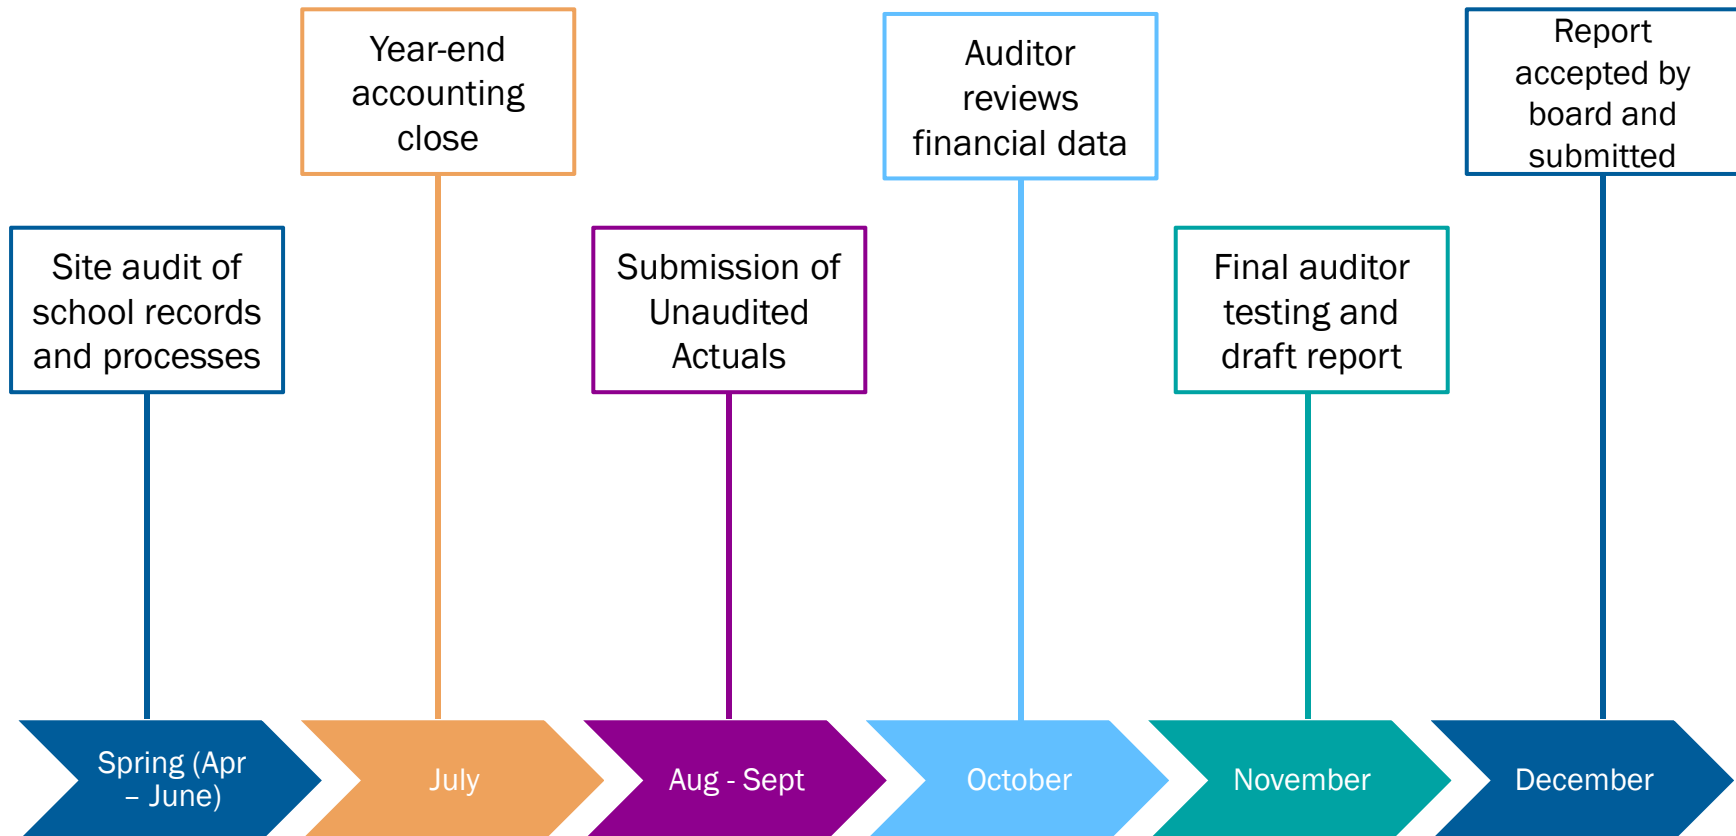 Year-end
accounting
close
Auditor
reviews
financial data
Report
accepted by
board and
submitted
Site audit of
school records
and processes
Submission of
Unaudited
Actuals
Final auditor
testing and
draft report
Spring (Apr
– June)
July
Aug - Sept
October
November
December